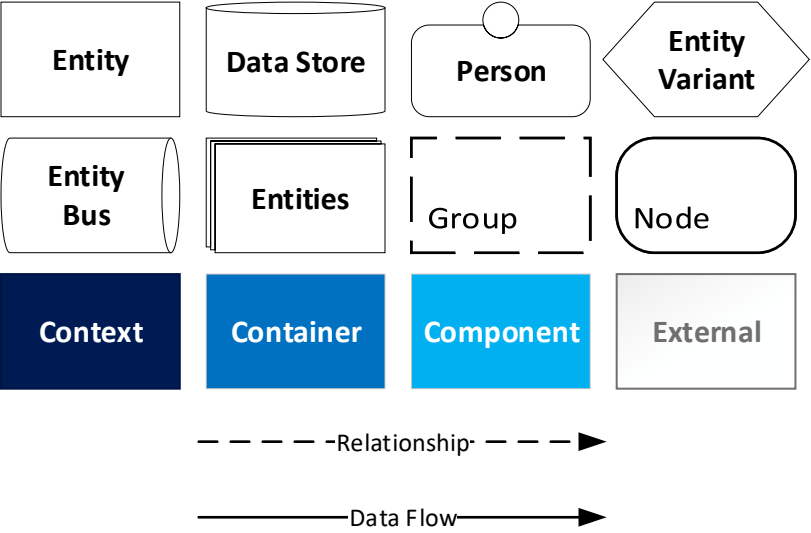 Entity
Data Store
Person
Entity
Variant
Entity
Bus
Entities
Group
Node
Context
Container
Component
External
Relationship
Data Flow